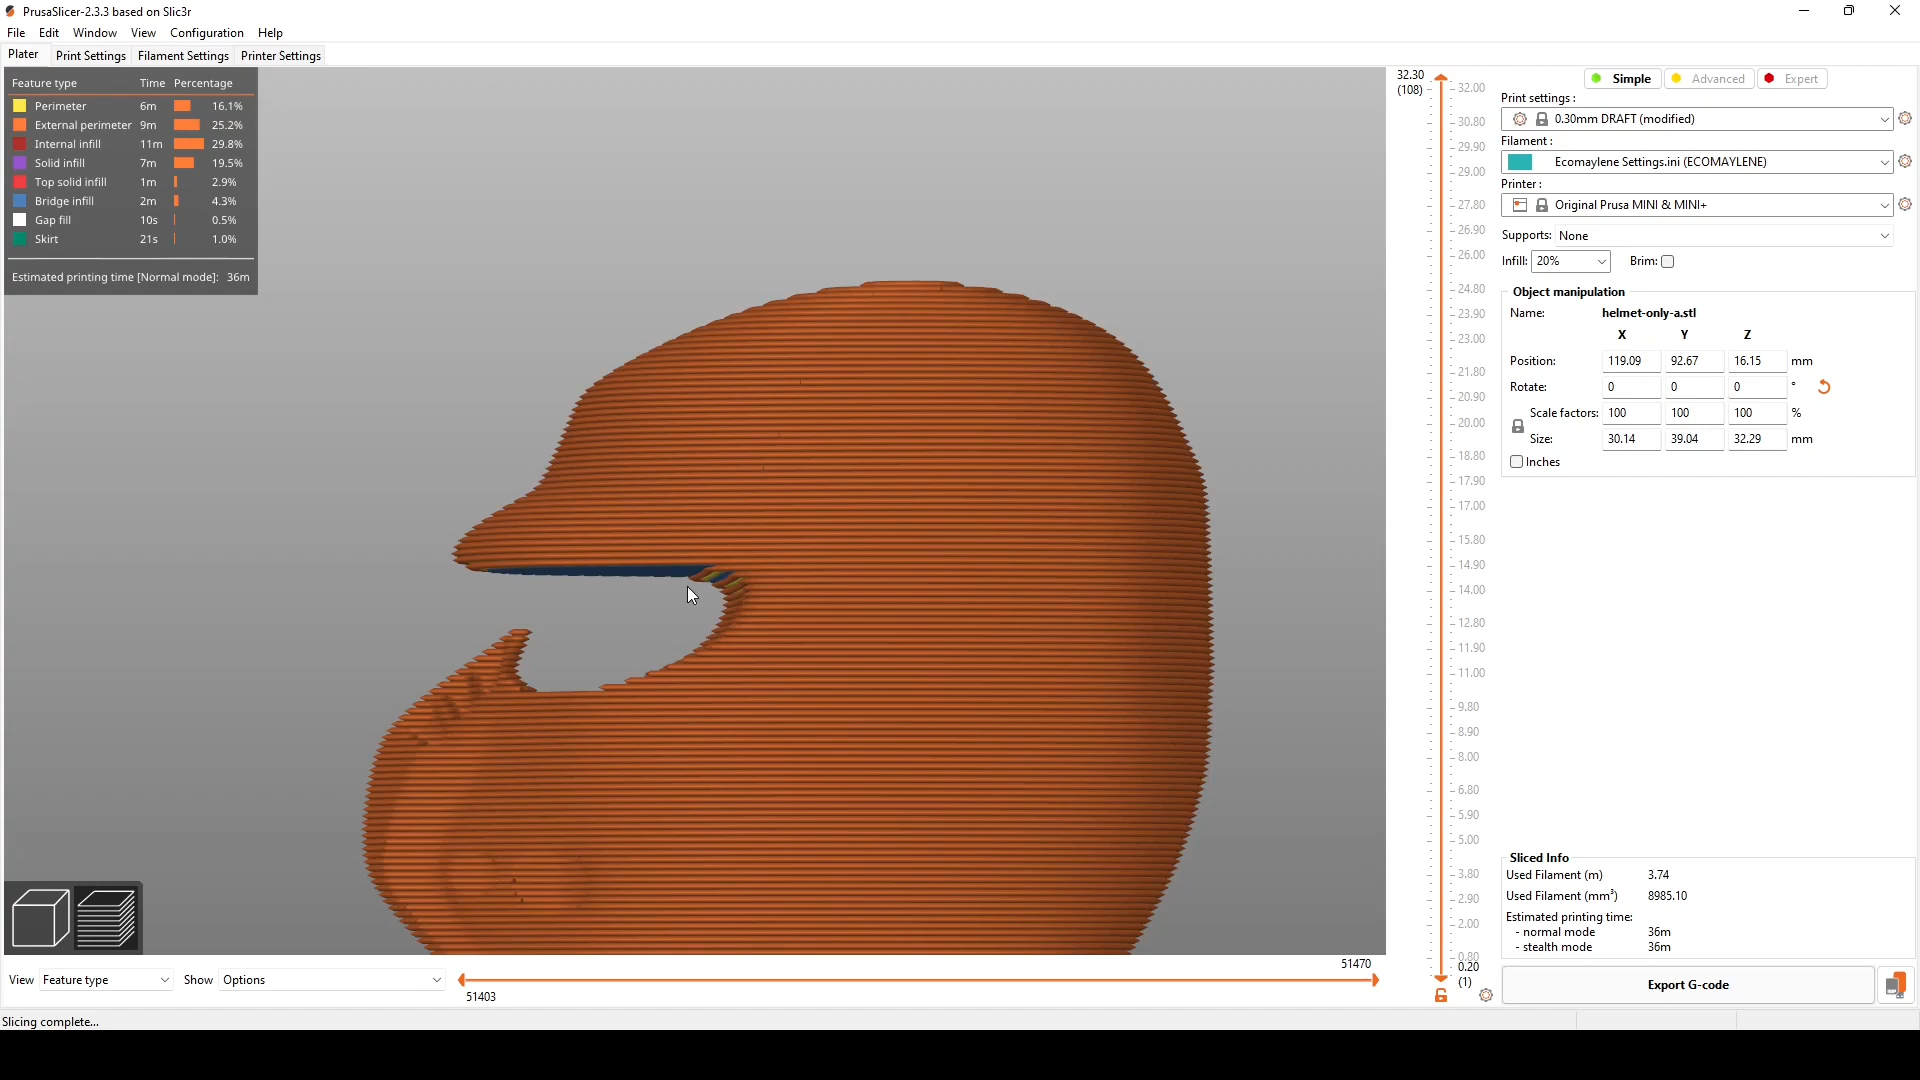 PrusaSlicer-2.3.3 based on Slic3r
File Edit Window View Configuration Help
Plater Print Settings Filament Settings Printer Settings
Feature type Time Percentage
Perimeter 6m 16.1%
External perimeter 9m 25.2%
Internal infill 11m 29.8%
Solid infill 7m 19.5%
Top solid infill 1m 2.9%
Bridge infill 2m 4.3%
Gap fill 10s 0.5%
Skirt 21s 1.0%
Estimated printing time [Normal mode]: 36m
32.30
(108)
32.00
30.80
29.90
29.00
27.80
26.90
26.00
24.80
23.90
23.00
21.80
20.90
20.00
18.80
17.90
17.00
15.80
14.90
14.00
12.80
11.90
11.00
9.80
8.90
8.00
6.80
5.90
5.00
3.80
2.90
2.00
0.80
0.20
(1)
Simple Advanced Expert
Print settings :
0.30mm DRAFT (modified)
Filament :
Ecomaylene Settings.ini (ECOMAYLENE)
Printer :
Original Prusa MINI & MINI+
Supports: None
Infill: 20% Brim:
Object manipulation
Name: helmet-only-a.stl
X Y Z
Position: 119.09 92.67 16.15 mm
Rotate: 0 0 0 °
Scale factors: 100 100 100 %
Size: 30.14 39.04 32.29 mm
Inches
Sliced Info
Used Filament (m) 3.74
Used Filament (mm³) 8985.10
Estimated printing time:
- normal mode 36m
- stealth mode 36m
Export G-code
View Feature type Show Options
51470
51403
Slicing complete...